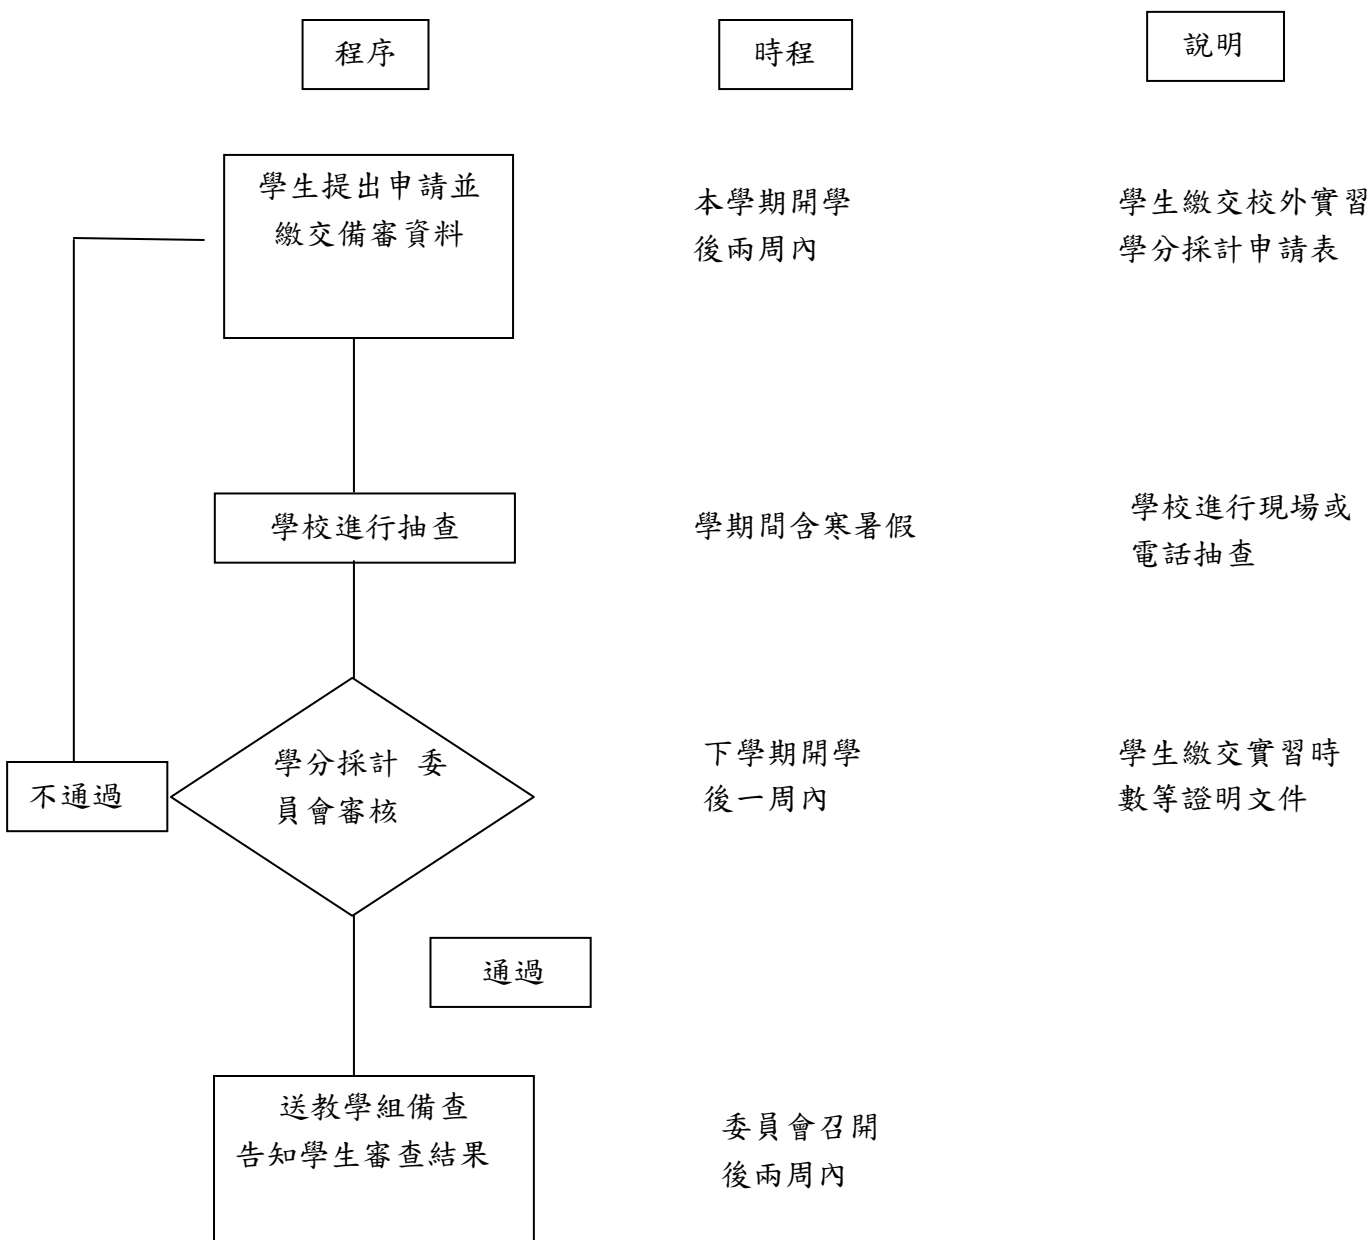 程序
時程
說明
學生提出申請並
繳交備審資料
本學期開學
後兩周內
學生繳交校外實習
學分採計申請表
學校進行抽查
學期間含寒暑假
學校進行現場或
電話抽查
不通過
學分採計 委
員會審核
下學期開學
後一周內
學生繳交實習時
數等證明文件
通過
送教學組備查
告知學生審查結果
委員會召開
後兩周內